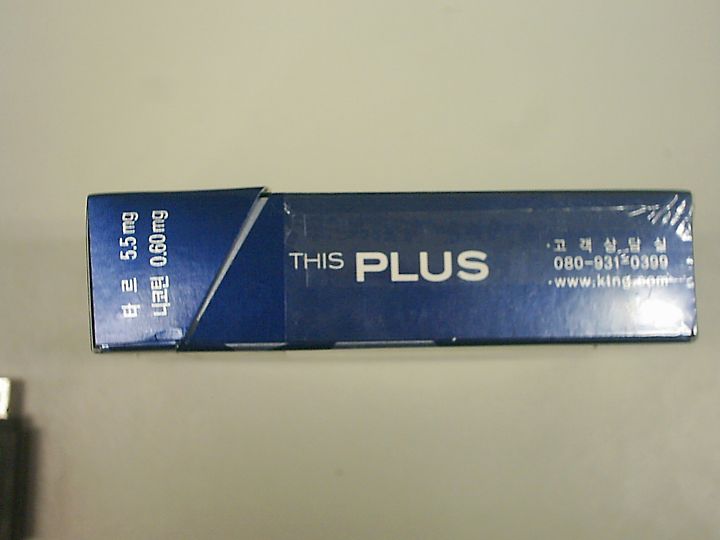 타 르 5.5mg
니코틴 0.60mg
THIS PLUS
·고 객 상 담 실
080-931-0399
·www.ktng.com